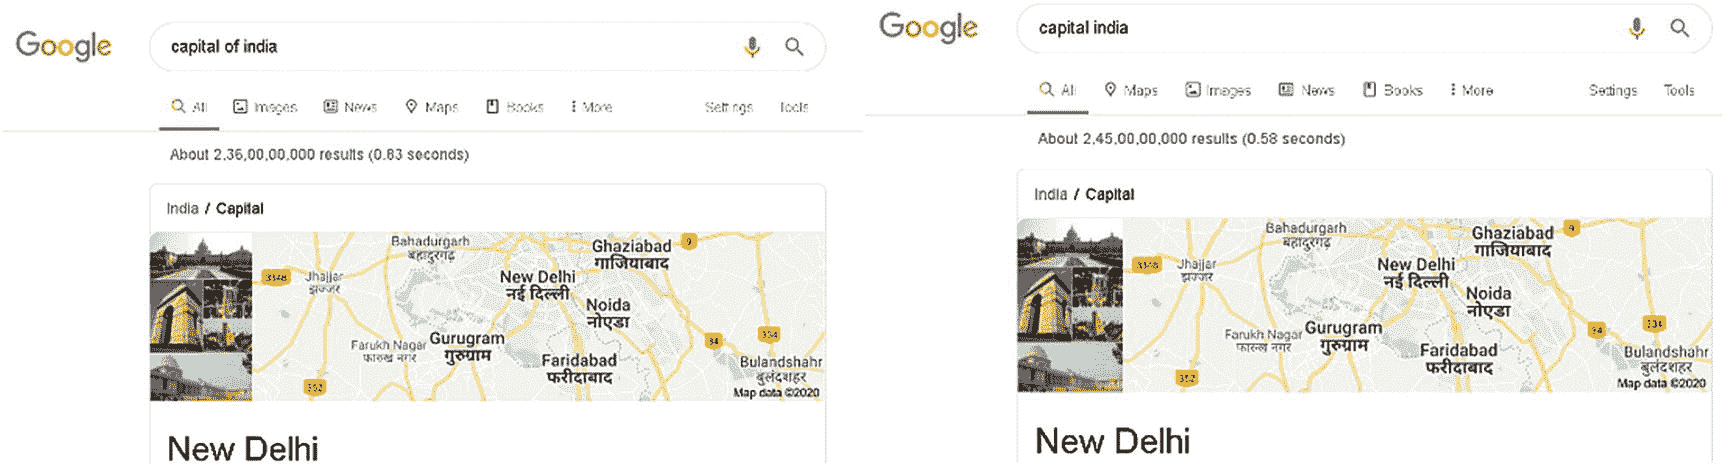 Google
capital of india
All Images News Maps Books More Settings Tools
About 2,36,00,00,000 results (0.63 seconds)
India / Capital
Bahadurgarh
बहादुरगढ़
Ghaziabad
गाजियाबाद
9
334B
Jhajjar
झज्जर
New Delhi
नई दिल्ली
Noida
नोएडा
Gurugram
गुरुग्राम
Farukh Nagar
फारुख नगर
Faridabad
फरीदाबाद
34
334
Bulandshahr
बुलंदशहर
352
Map data ©2020
New Delhi
Google
capital india
All Maps Images News Books More Settings Tools
About 2,45,00,00,000 results (0.58 seconds)
India / Capital
Bahadurgarh
बहादुरगढ़
Ghaziabad
गाजियाबाद
9
334B
Jhajjar
झज्जर
New Delhi
नई दिल्ली
Noida
नोएडा
Farukh Nagar
फारुख नगर
Gurugram
गुरुग्राम
Faridabad
फरीदाबाद
34
334
Bulandshahr
बुलंदशहर
352
Map data ©2020
New Delhi